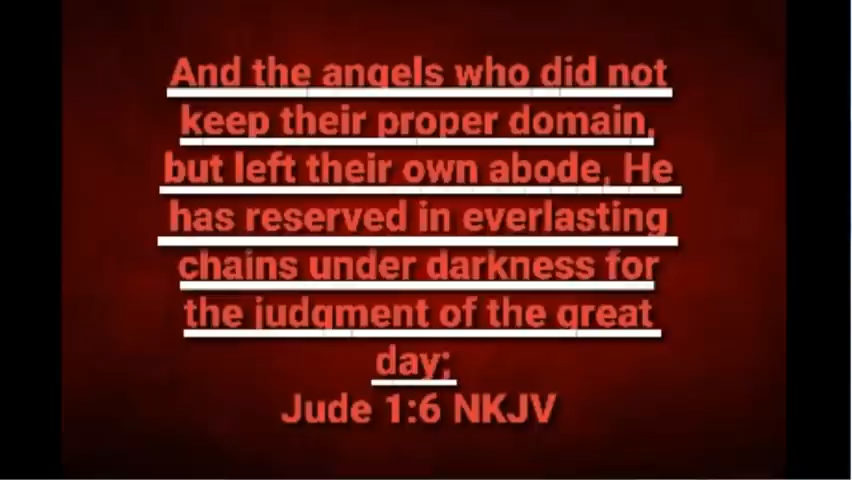 And the angels who did not
keep their proper domain,
but left their own abode, He
has reserved in everlasting
chains under darkness for
the judgment of the great
day;
Jude 1:6 NKJV